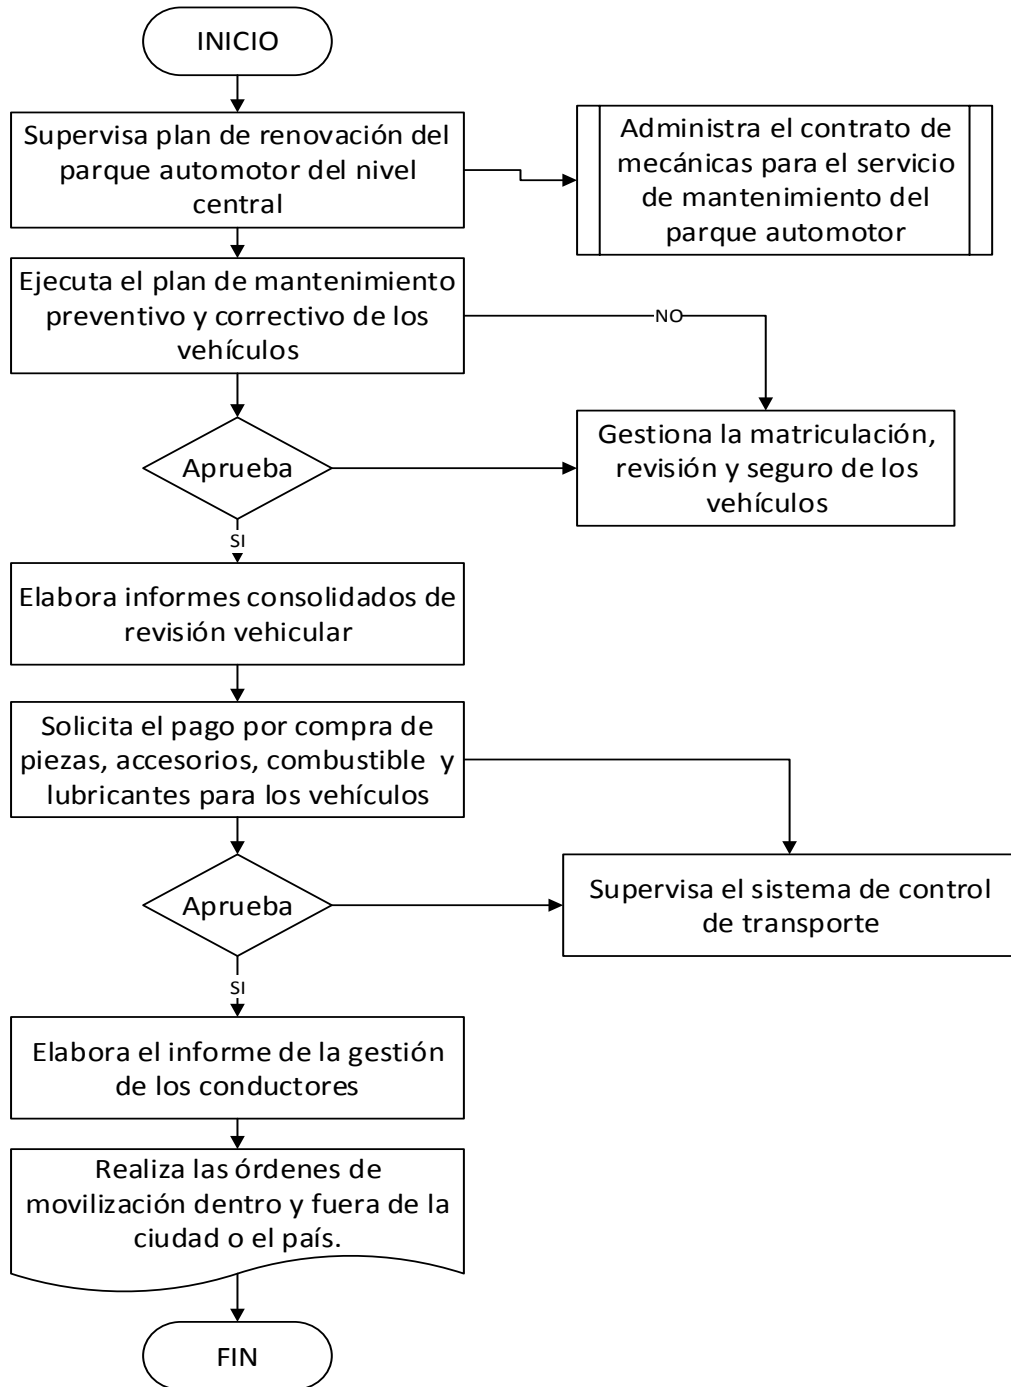 INICIO
Supervisa plan de renovación del
parque automotor del nivel
central
Administra el contrato de
mecánicas para el servicio
de mantenimiento del
parque automotor
Ejecuta el plan de mantenimiento
preventivo y correctivo de los
vehículos
NO
Aprueba
Gestiona la matriculación,
revisión y seguro de los
vehículos
SI
Elabora informes consolidados de
revisión vehicular
Solicita el pago por compra de
piezas, accesorios, combustible y
lubricantes para los vehículos
Aprueba
Supervisa el sistema de control
de transporte
SI
Elabora el informe de la gestión
de los conductores
Realiza las órdenes de
movilización dentro y fuera de la
ciudad o el país.
FIN